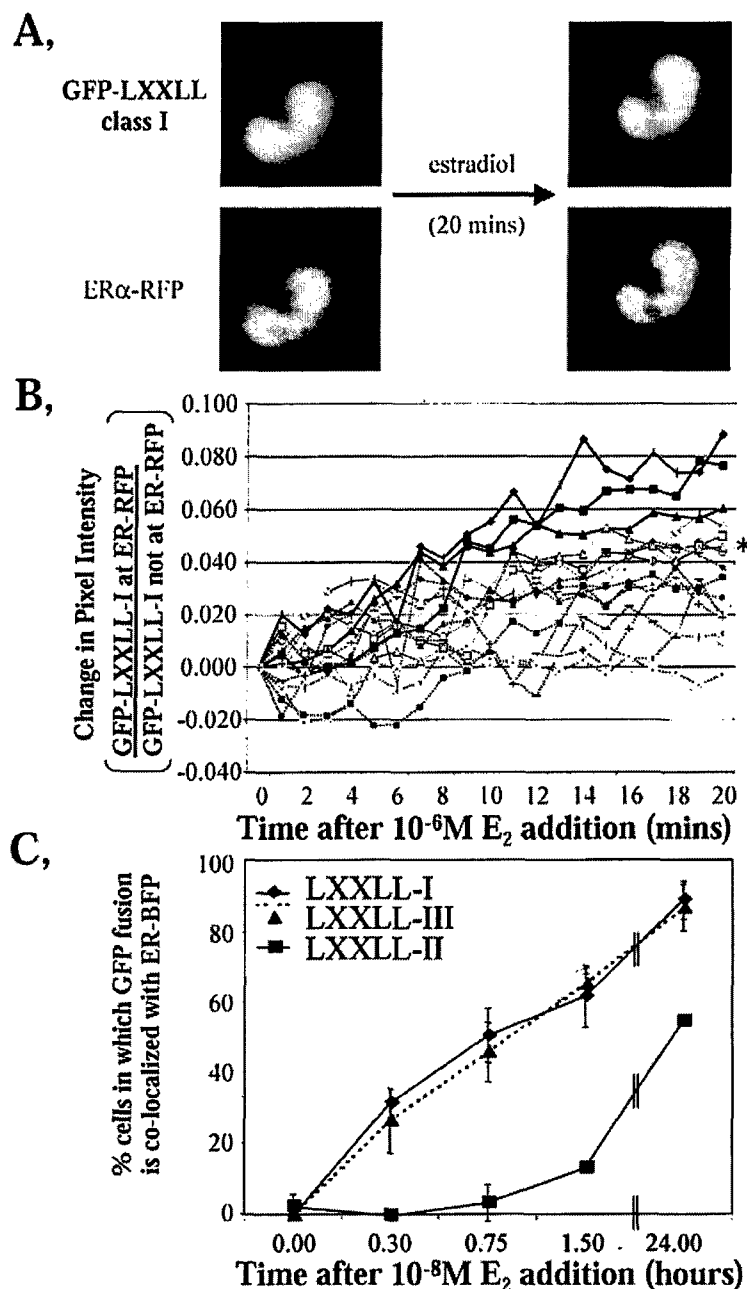 A,
GFP-LXXLL
class I
estradiol
(20 mins)
ERα-RFP
B,
Change in Pixel Intensity
GFP-LXXLL-I at ER-RFP
GFP-LXXLL-I not at ER-RFP
0.100
0.080
0.060
0.040
0.020
0.000
-0.020
-0.040
*
0 2 4 6 8 10 12 14 16 18 20
Time after 10⁻⁶M E₂ addition (mins)
C,
% cells in which GFP fusion
is co-localized with ER-BFP
100
80
60
40
20
0
LXXLL-I
LXXLL-III
LXXLL-II
0.00 0.30 0.75 1.50 24.00
Time after 10⁻⁸M E₂ addition (hours)